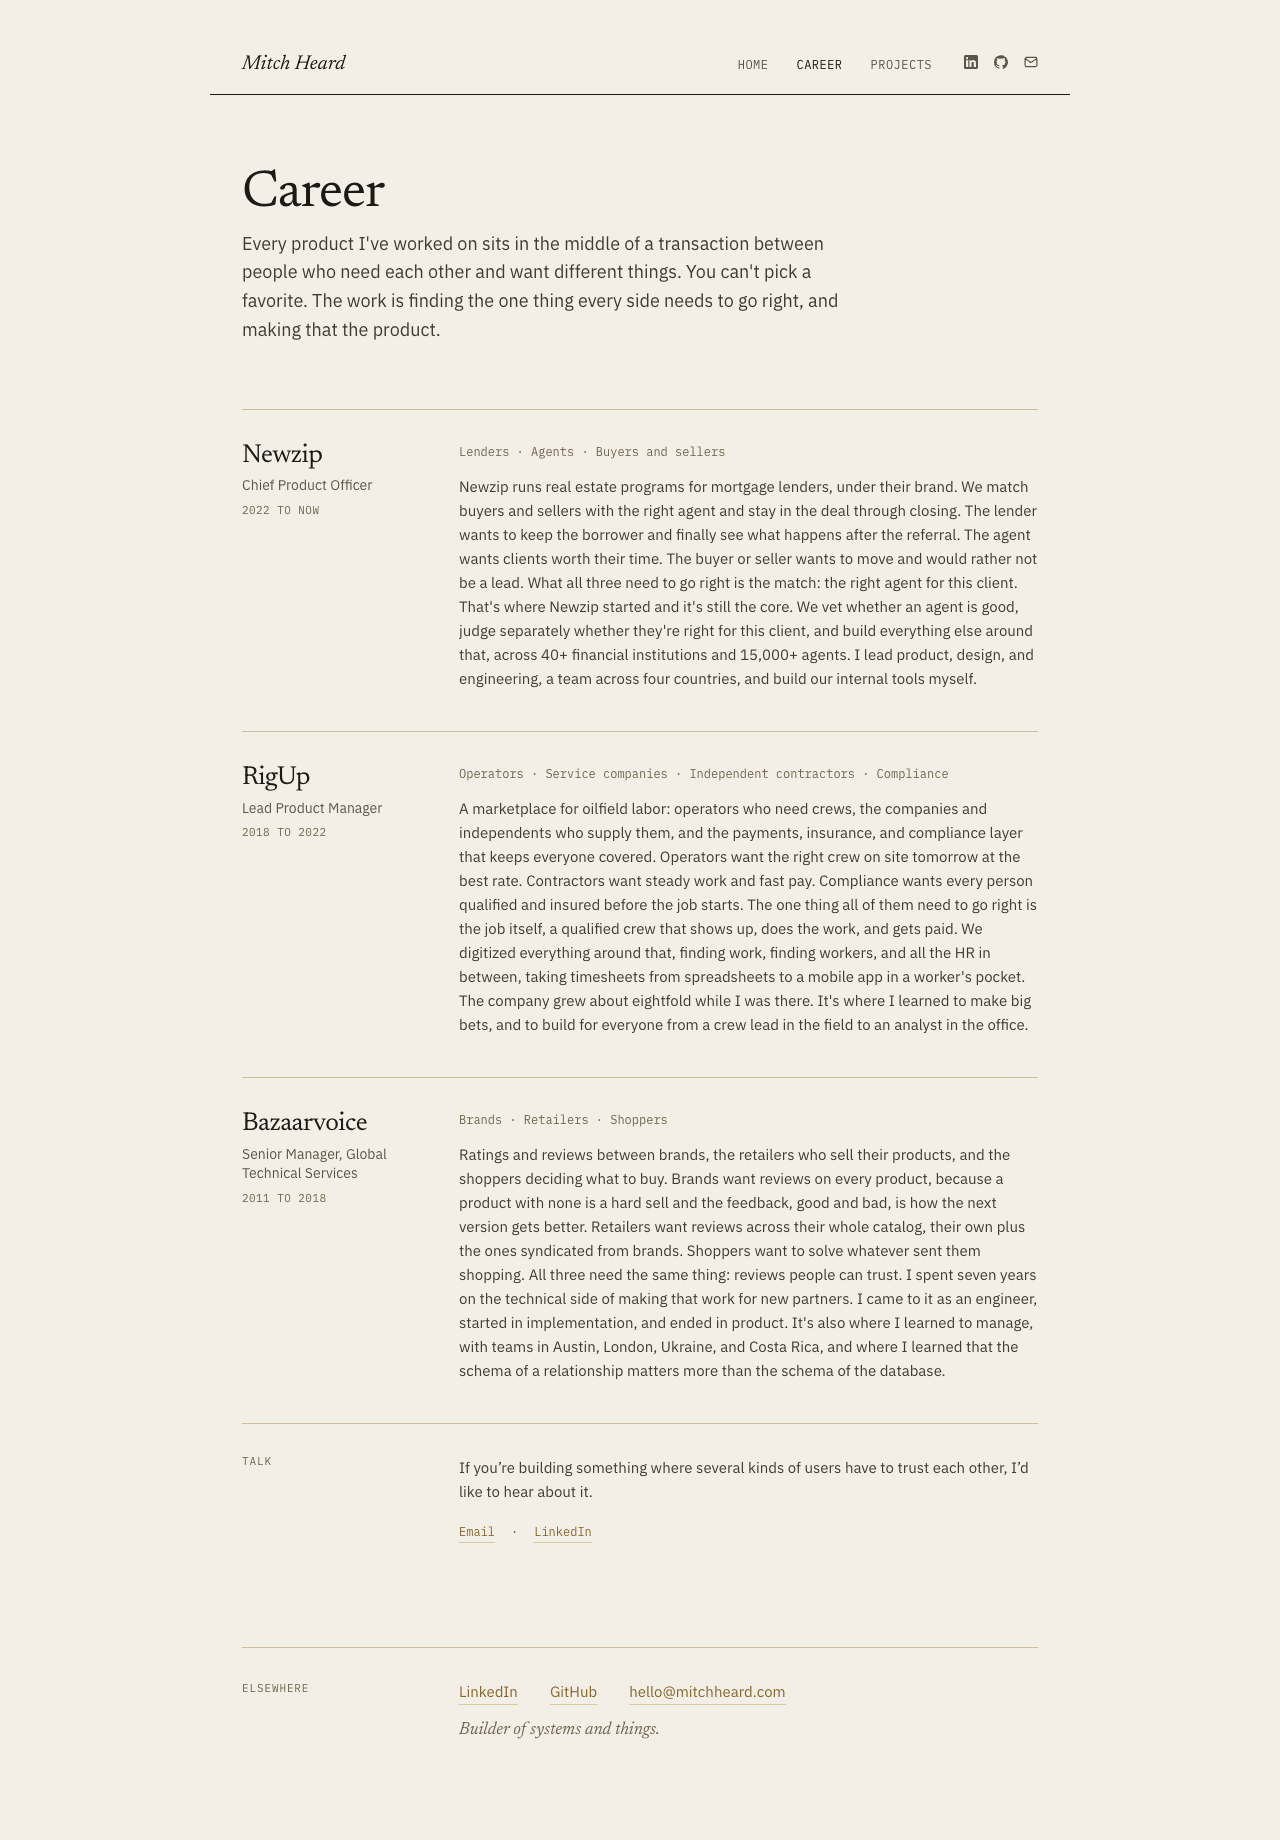 Mitch Heard
HOME CAREER PROJECTS
Career
Every product I've worked on sits in the middle of a transaction between
people who need each other and want different things. You can't pick a
favorite. The work is finding the one thing every side needs to go right, and
making that the product.
Newzip
Chief Product Officer
2022 TO NOW
Lenders · Agents · Buyers and sellers
Newzip runs real estate programs for mortgage lenders, under their brand. We match
buyers and sellers with the right agent and stay in the deal through closing. The lender
wants to keep the borrower and finally see what happens after the referral. The agent
wants clients worth their time. The buyer or seller wants to move and would rather not
be a lead. What all three need to go right is the match: the right agent for this client.
That's where Newzip started and it's still the core. We vet whether an agent is good,
judge separately whether they're right for this client, and build everything else around
that, across 40+ financial institutions and 15,000+ agents. I lead product, design, and
engineering, a team across four countries, and build our internal tools myself.
RigUp
Lead Product Manager
2018 TO 2022
Operators · Service companies · Independent contractors · Compliance
A marketplace for oilfield labor: operators who need crews, the companies and
independents who supply them, and the payments, insurance, and compliance layer
that keeps everyone covered. Operators want the right crew on site tomorrow at the
best rate. Contractors want steady work and fast pay. Compliance wants every person
qualified and insured before the job starts. The one thing all of them need to go right is
the job itself, a qualified crew that shows up, does the work, and gets paid. We
digitized everything around that, finding work, finding workers, and all the HR in
between, taking timesheets from spreadsheets to a mobile app in a worker's pocket.
The company grew about eightfold while I was there. It's where I learned to make big
bets, and to build for everyone from a crew lead in the field to an analyst in the office.
Bazaarvoice
Senior Manager, Global
Technical Services
2011 TO 2018
Brands · Retailers · Shoppers
Ratings and reviews between brands, the retailers who sell their products, and the
shoppers deciding what to buy. Brands want reviews on every product, because a
product with none is a hard sell and the feedback, good and bad, is how the next
version gets better. Retailers want reviews across their whole catalog, their own plus
the ones syndicated from brands. Shoppers want to solve whatever sent them
shopping. All three need the same thing: reviews people can trust. I spent seven years
on the technical side of making that work for new partners. I came to it as an engineer,
started in implementation, and ended in product. It's also where I learned to manage,
with teams in Austin, London, Ukraine, and Costa Rica, and where I learned that the
schema of a relationship matters more than the schema of the database.
TALK
If you’re building something where several kinds of users have to trust each other, I’d
like to hear about it.
Email · LinkedIn
ELSEWHERE
LinkedIn GitHub hello@mitchheard.com
Builder of systems and things.